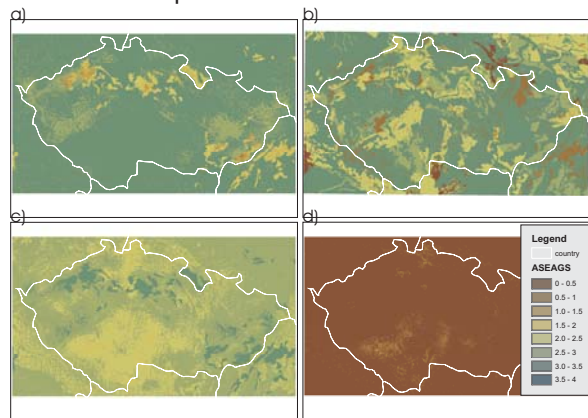 a)
b)
c)
d)
Legend
country
ASEAGS
0 - 0.5
0.5 - 1
1.0 - 1.5
1.5 - 2
2.0 - 2.5
2.5 - 3
3.0 - 3.5
3.5 - 4